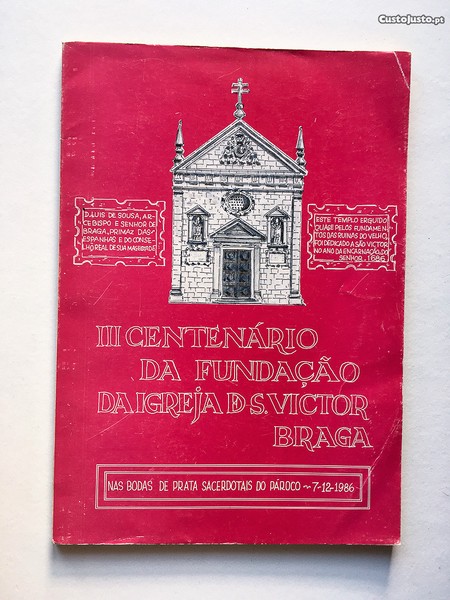 CustoJusto.pt
D. LUIS DE SOUSA, AR-
CEBISPO E SENHOR DE
BRAGA, PRIMAZ DAS
ESPANHAS E DO CONSE-
LHO REAL DE SUA MAGESTADE
ESTE TEMPLO ERGUIDO
QUASE PELOS FUNDAMEN-
TOS DAS RUINAS DO VELHO,
FOI DEDICADO A SÃO VICTOR
NO ANO DA ENCARNAÇÃO DO
SENHOR - 1686
III CENTENÁRIO
DA FUNDAÇÃO
DA IGREJA DE S. VICTOR
BRAGA
NAS BODAS DE PRATA SACERDOTAIS DO PÁROCO ~ 7-12-1986